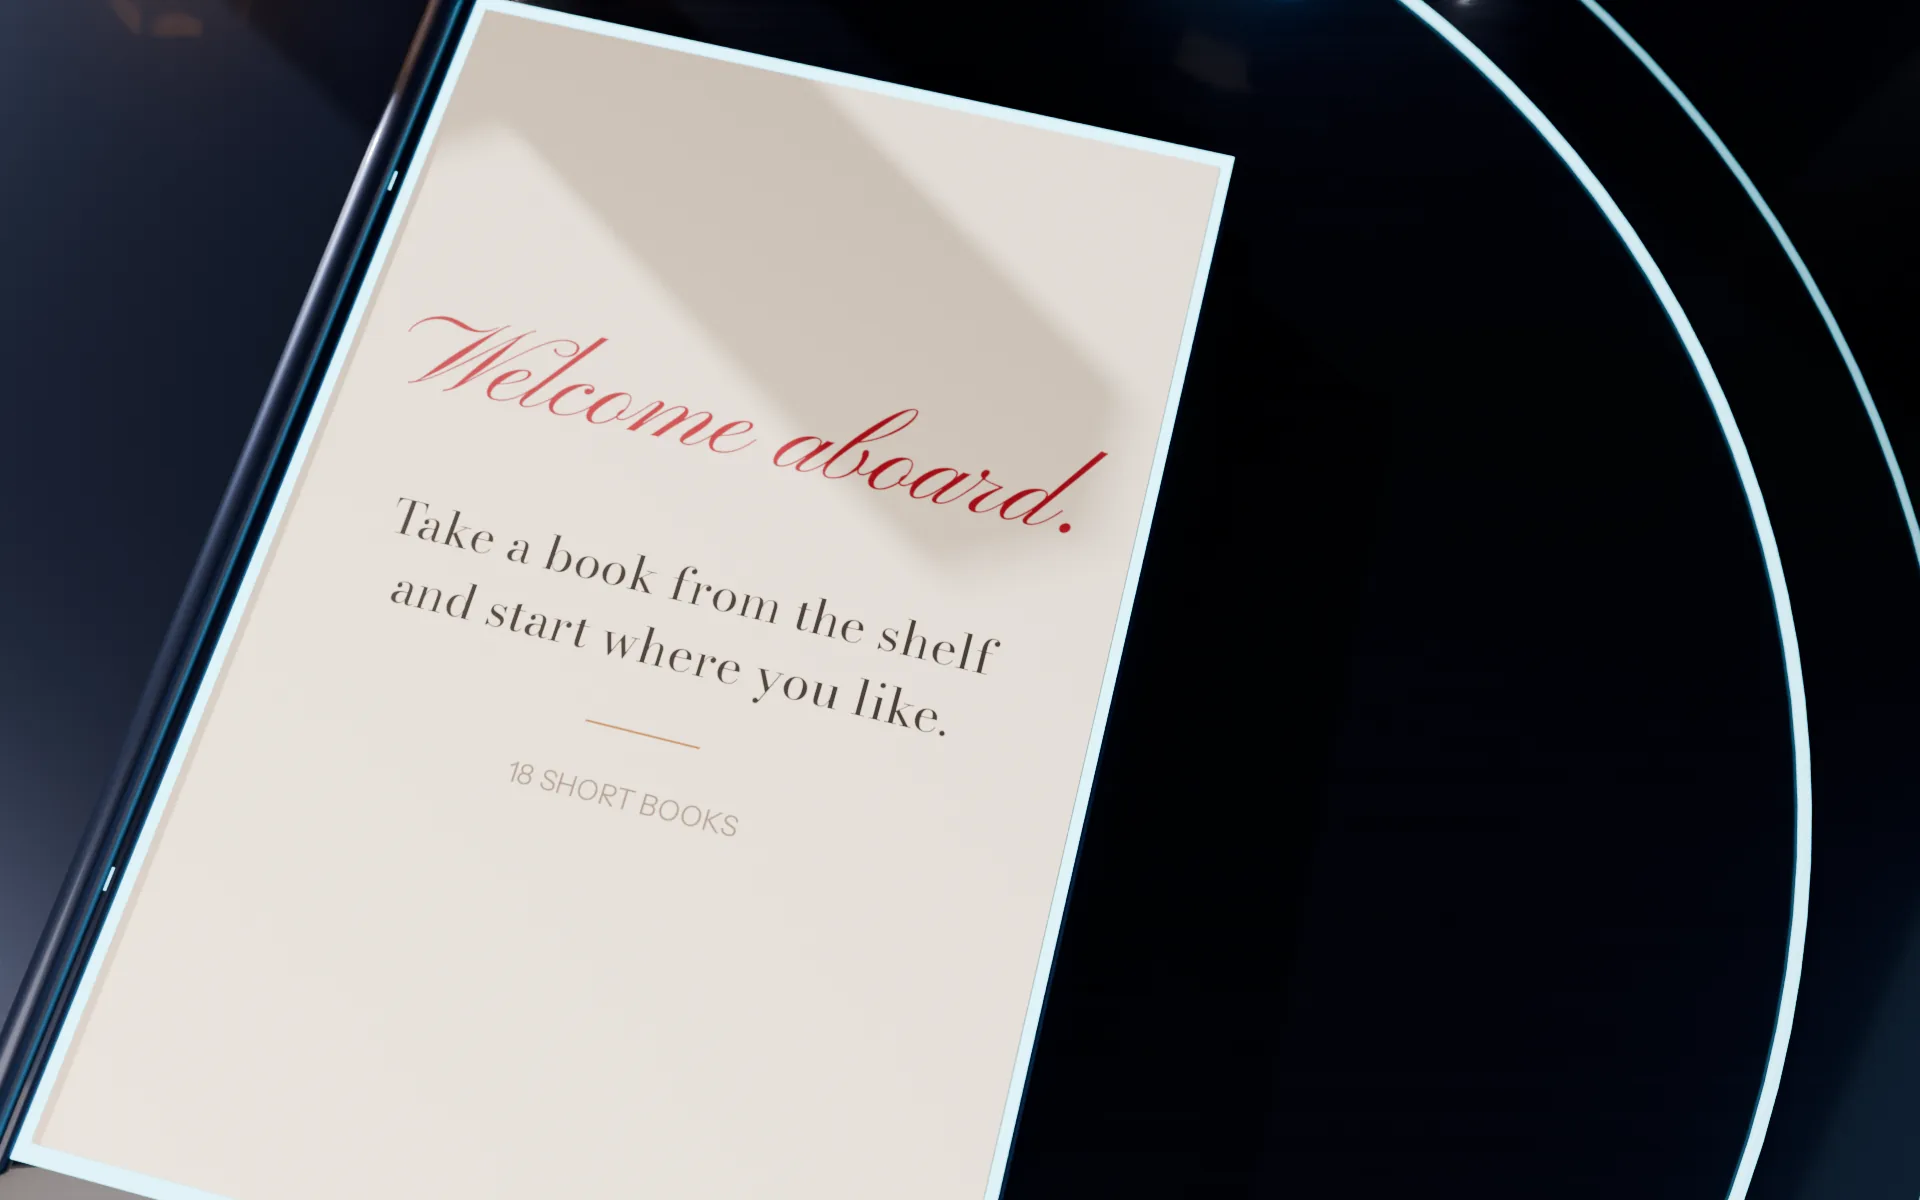 Welcome aboard.
Take a book from the shelf
and start where you like.
18 SHORT BOOKS